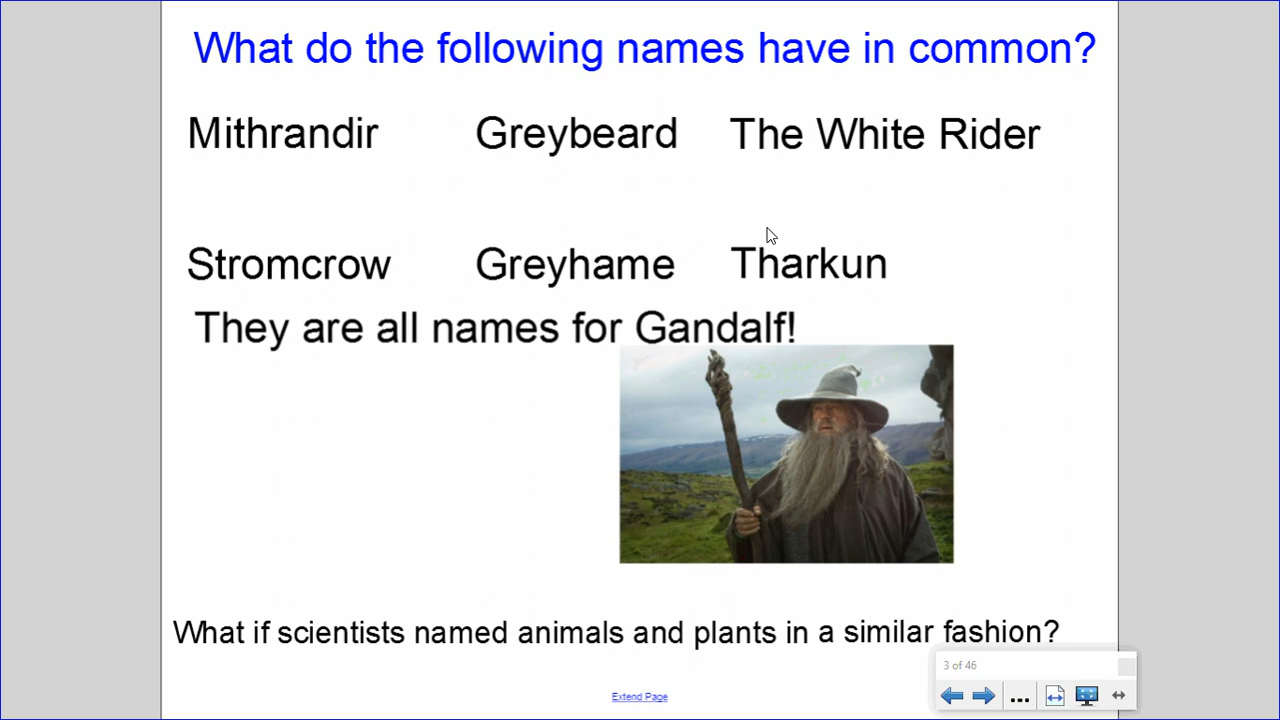 What do the following names have in common?
Mithrandir Greybeard The White Rider
Stromcrow Greyhame Tharkun
They are all names for Gandalf!
What if scientists named animals and plants in a similar fashion?
3 of 46
...
Extend Page